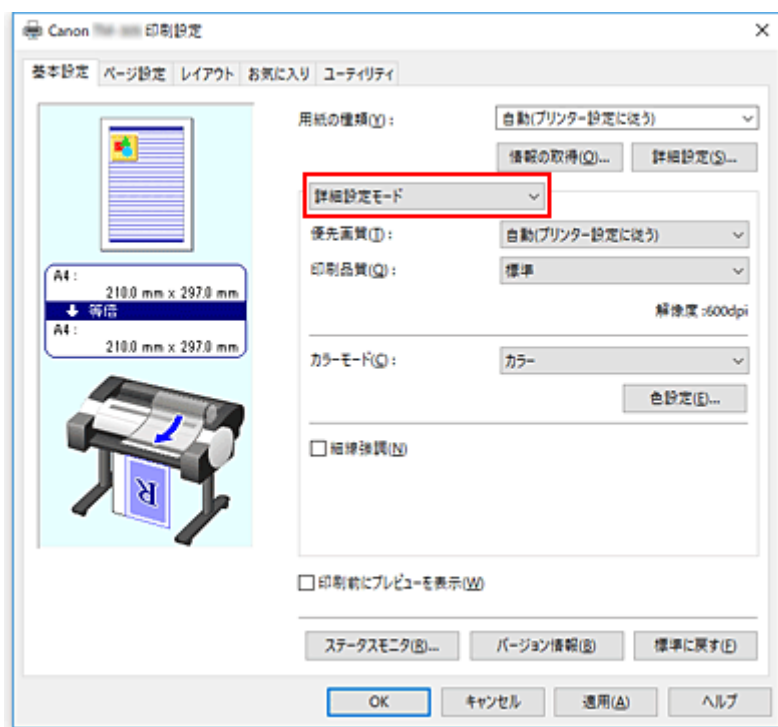 Canon 印刷設定
基本設定 ページ設定 レイアウト お気に入り ユーティリティ
用紙の種類(Y): 自動(プリンター設定に従う)
情報の取得(O)... 詳細設定(S)...
詳細設定モード
優先画質(T): 自動(プリンター設定に従う)
印刷品質(Q): 標準
解像度 :600dpi
カラーモード(C): カラー
色設定(E)...
細線強調(N)
A4 :
210.0 mm x 297.0 mm
等倍
A4 :
210.0 mm x 297.0 mm
R
印刷前にプレビューを表示(W)
ステータスモニタ(R)... バージョン情報(B) 標準に戻す(F)
OK キャンセル 適用(A) ヘルプ